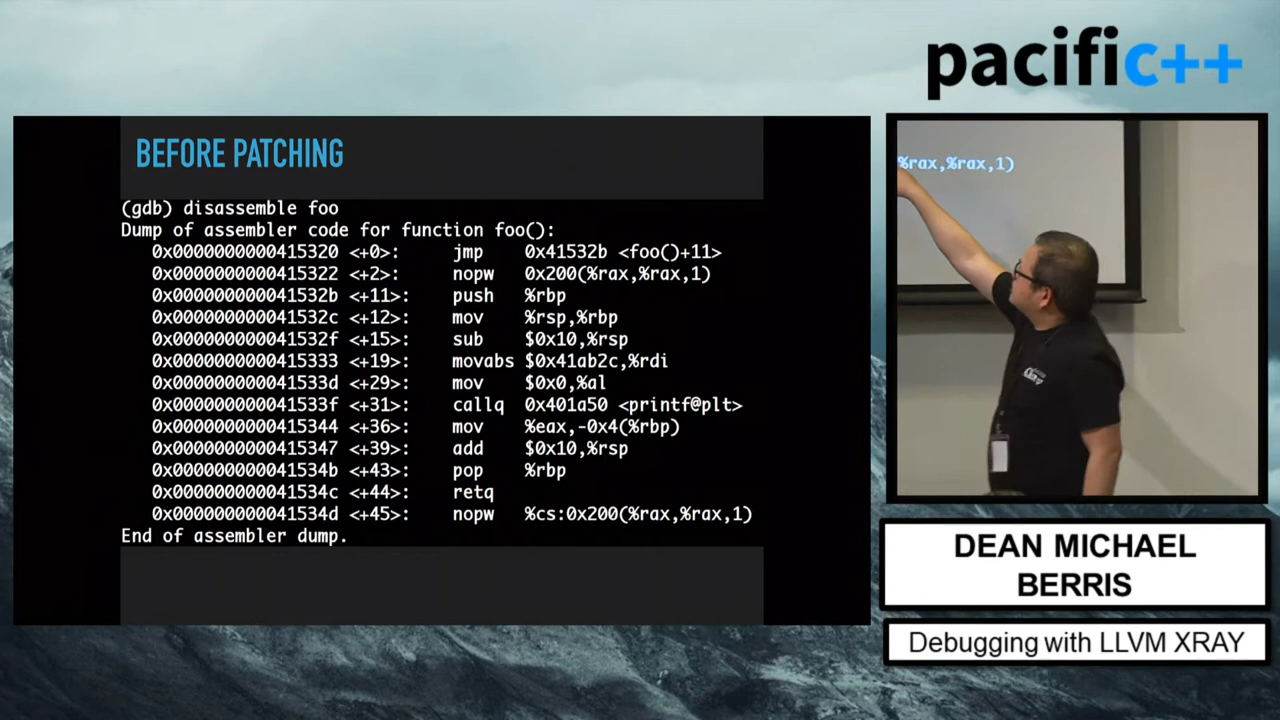 pacific++
BEFORE PATCHING
(gdb) disassemble foo
Dump of assembler code for function foo():
0x0000000000415320 <+0>: jmp 0x41532b <foo()+11>
0x0000000000415322 <+2>: nopw 0x200(%rax,%rax,1)
0x000000000041532b <+11>: push %rbp
0x000000000041532c <+12>: mov %rsp,%rbp
0x000000000041532f <+15>: sub $0x10,%rsp
0x0000000000415333 <+19>: movabs $0x41ab2c,%rdi
0x000000000041533d <+29>: mov $0x0,%al
0x000000000041533f <+31>: callq 0x401a50 <printf@plt>
0x0000000000415344 <+36>: mov %eax,-0x4(%rbp)
0x0000000000415347 <+39>: add $0x10,%rsp
0x000000000041534b <+43>: pop %rbp
0x000000000041534c <+44>: retq
0x000000000041534d <+45>: nopw %cs:0x200(%rax,%rax,1)
End of assembler dump.
%rax,%rax,1)
DEAN MICHAEL
BERRIS
Debugging with LLVM XRAY